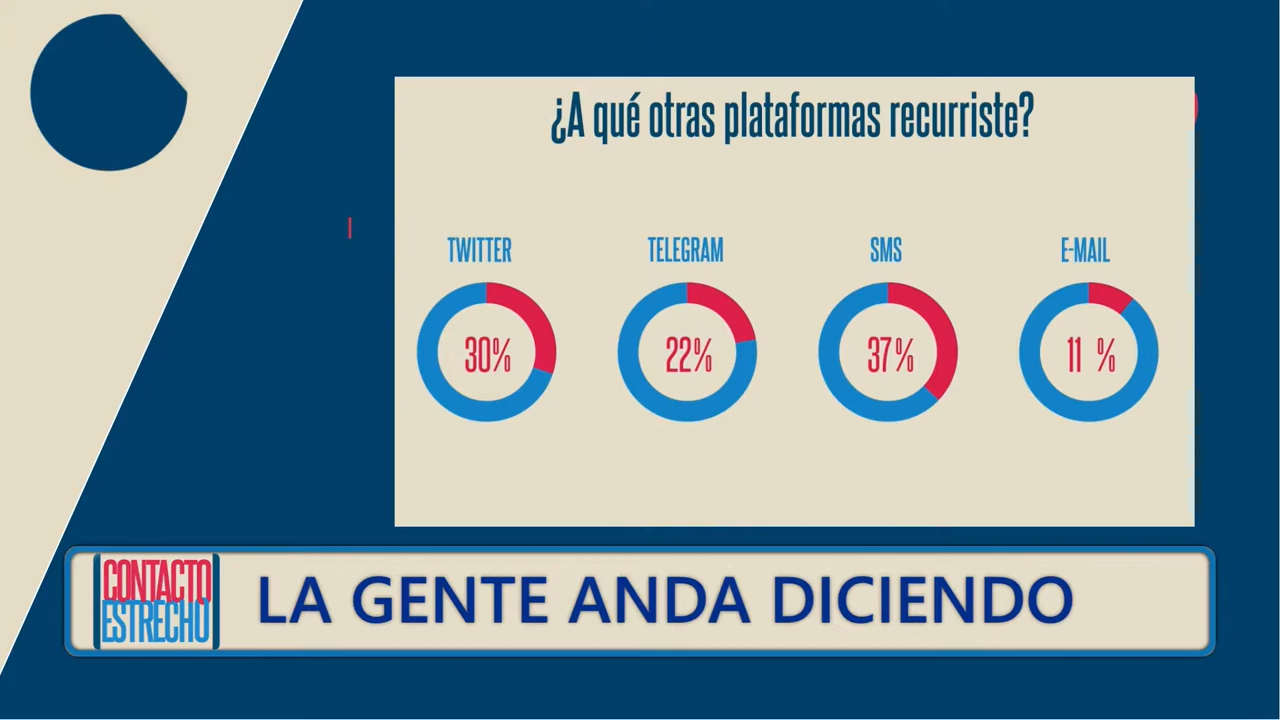 ¿A qué otras plataformas recurriste?
TWITTER
TELEGRAM
SMS
E-MAIL
30%
22%
37%
11 %
CONTACTO
ESTRECHO
LA GENTE ANDA DICIENDO